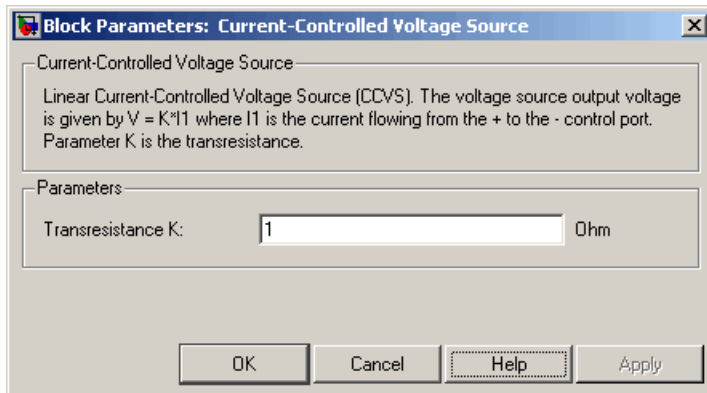 Block Parameters: Current-Controlled Voltage Source
Current-Controlled Voltage Source
Linear Current-Controlled Voltage Source (CCVS). The voltage source output voltage
is given by V = K*I1 where I1 is the current flowing from the + to the - control port.
Parameter K is the transresistance.
Parameters
Transresistance K: 1 Ohm
OK Cancel Help Apply